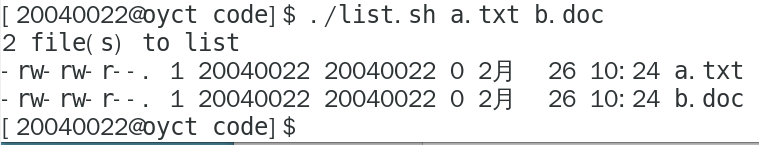 [20040022@oyct code]$ ./list.sh a.txt b.doc
2 file(s) to list
-rw-rw-r--. 1 20040022 20040022 0 2月  26 10:24 a.txt
-rw-rw-r--. 1 20040022 20040022 0 2月  26 10:24 b.doc
[20040022@oyct code]$